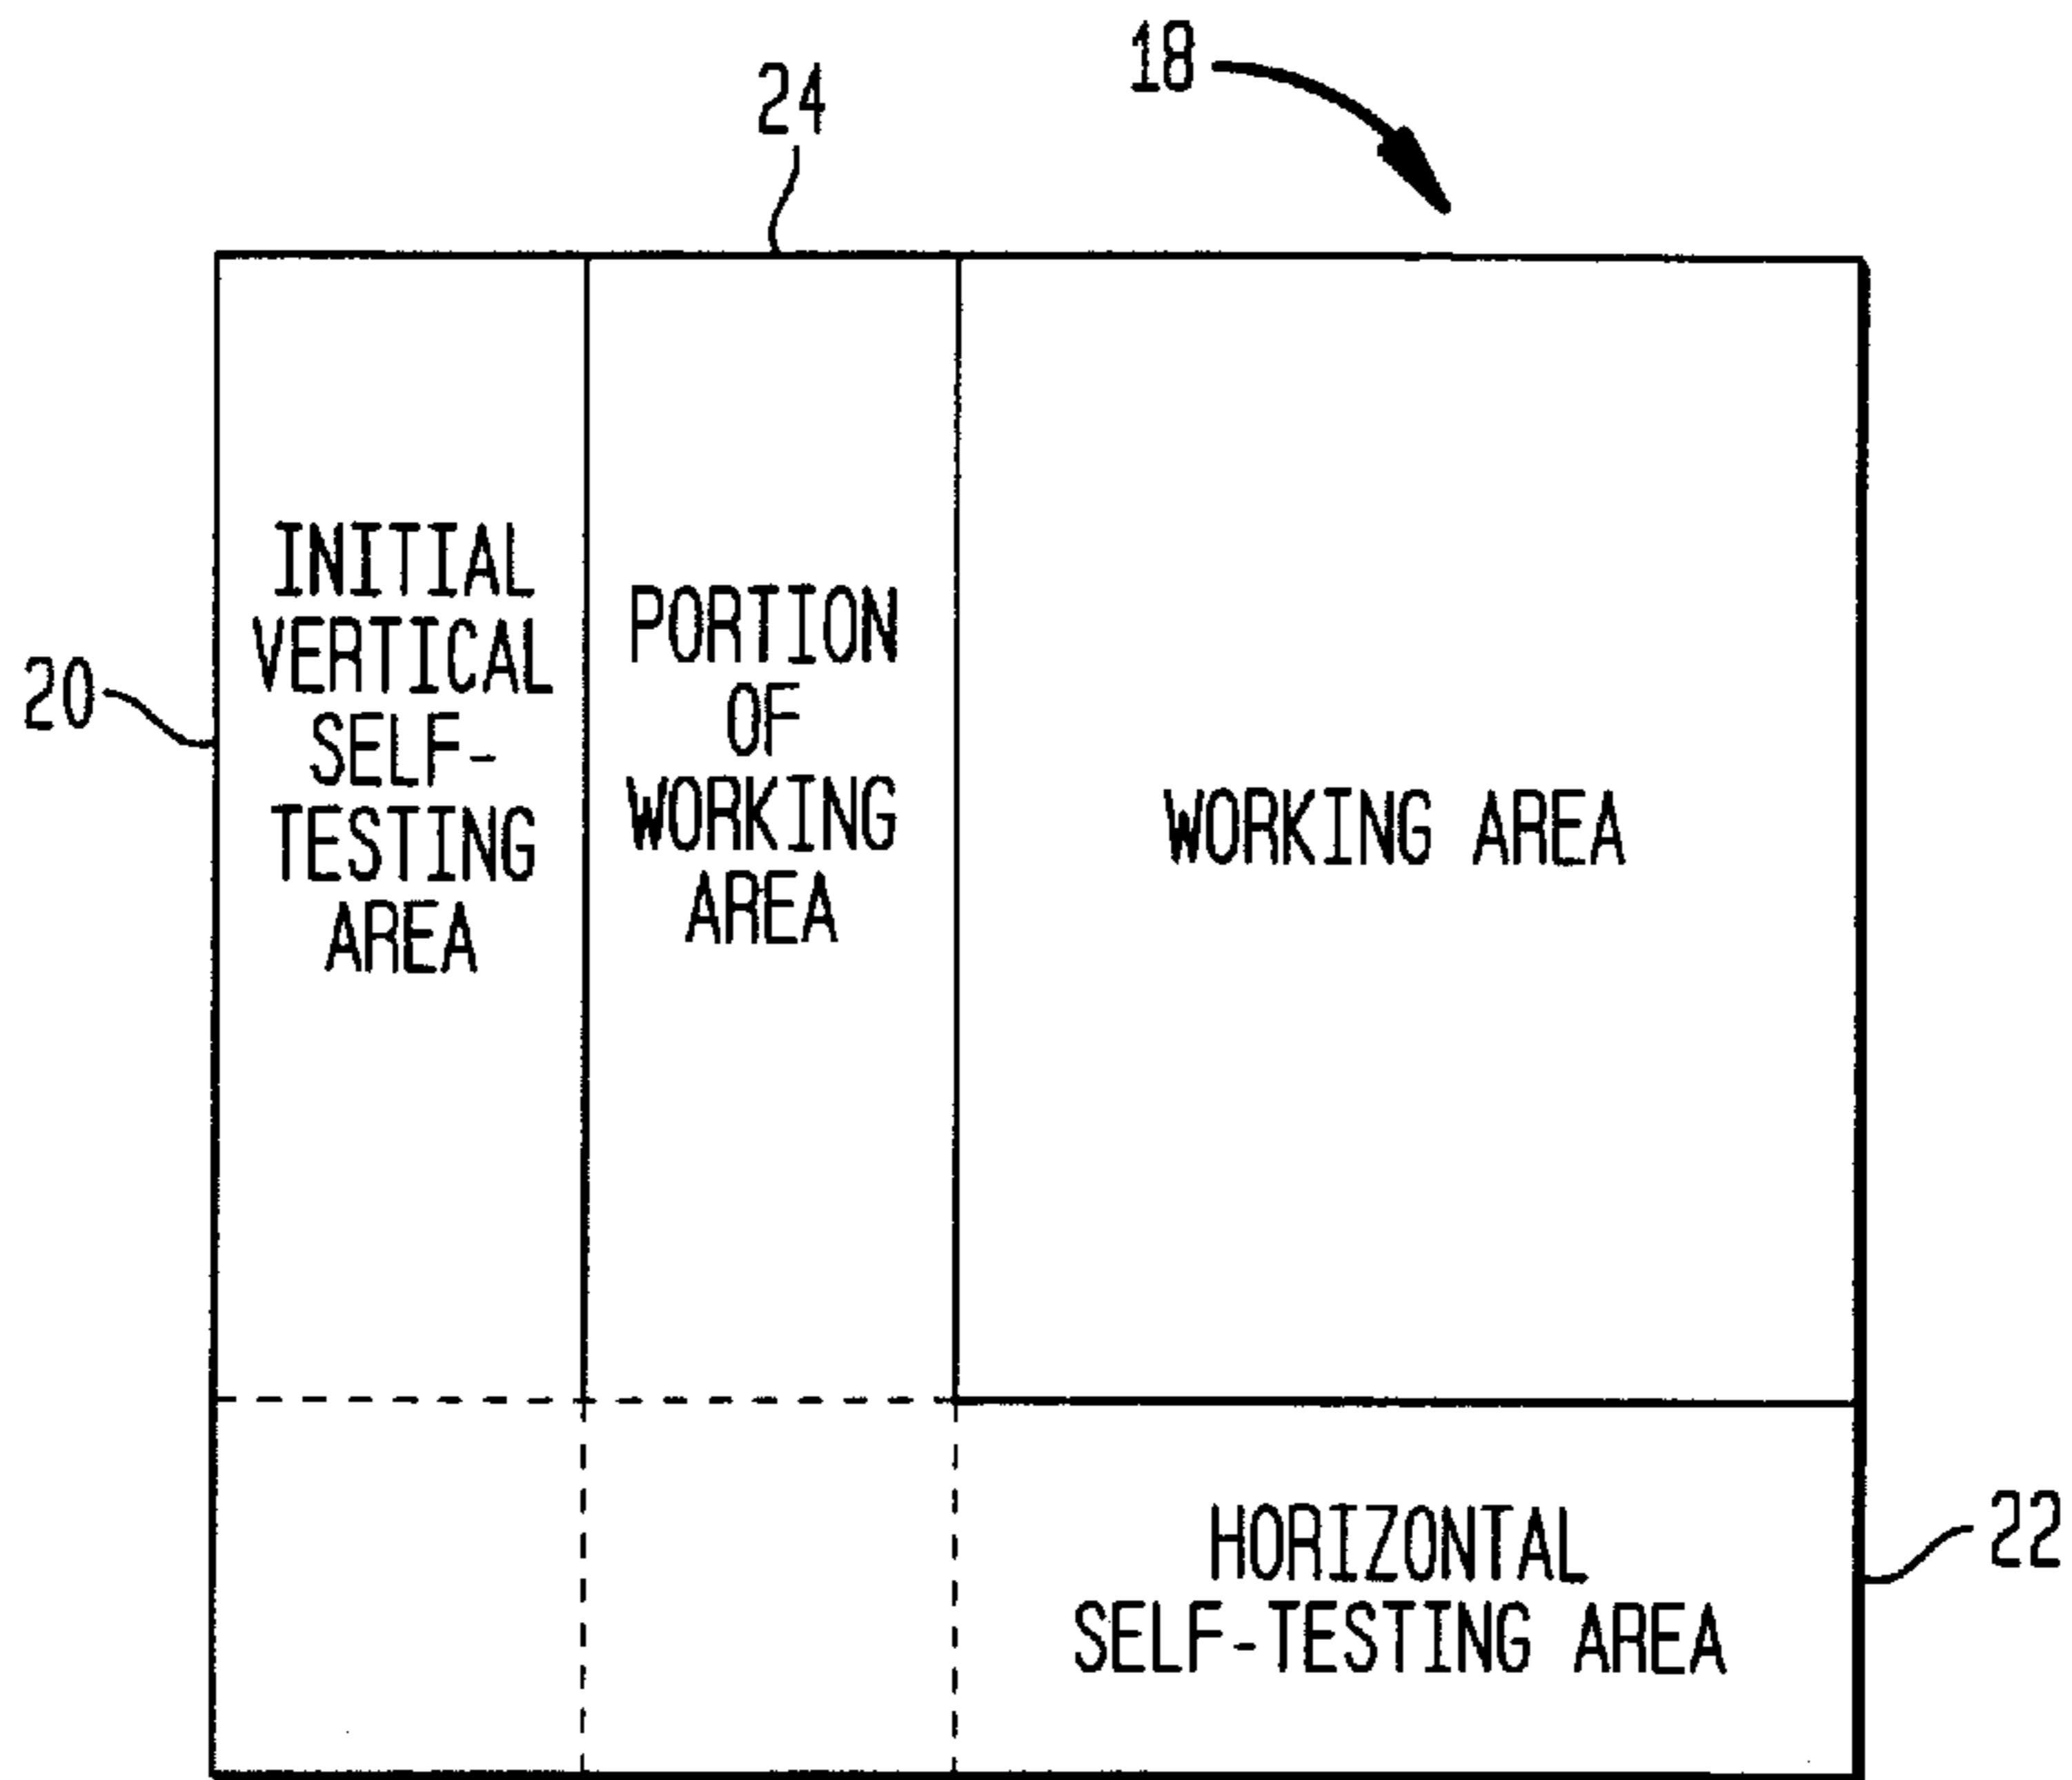 18
24
INITIAL
VERTICAL
SELF-
TESTING
AREA
20
PORTION
OF
WORKING
AREA
WORKING AREA
HORIZONTAL
SELF-TESTING AREA
22